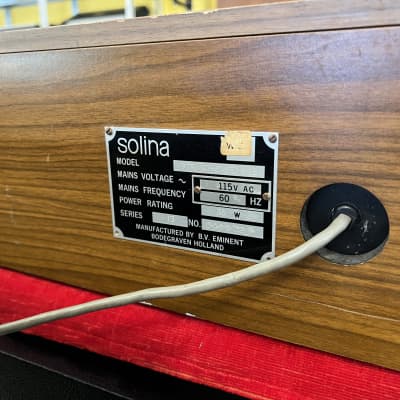 solina
MODEL
MAINS VOLTAGE ~ 115V AC
MAINS FREQUENCY 60 HZ
POWER RATING W
SERIES NO.
MANUFACTURED BY B.V. EMINENT
BODEGRAVEN HOLLAND